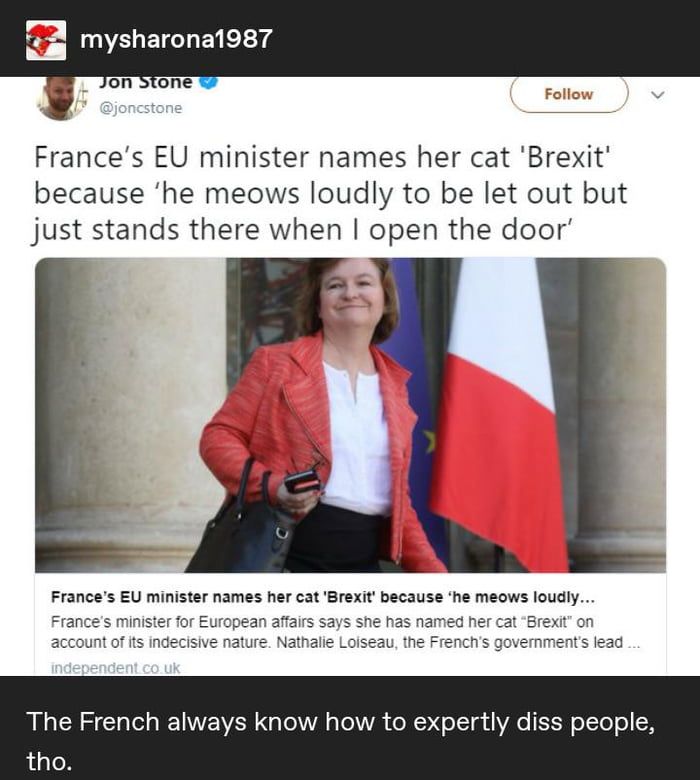 mysharona1987
Jon Stone
@joncstone
Follow
France’s EU minister names her cat 'Brexit'
because ‘he meows loudly to be let out but
just stands there when I open the door’
France’s EU minister names her cat 'Brexit' because ‘he meows loudly...
France’s minister for European affairs says she has named her cat “Brexit” on
account of its indecisive nature. Nathalie Loiseau, the French’s government’s lead ...
independent.co.uk
The French always know how to expertly diss people,
tho.